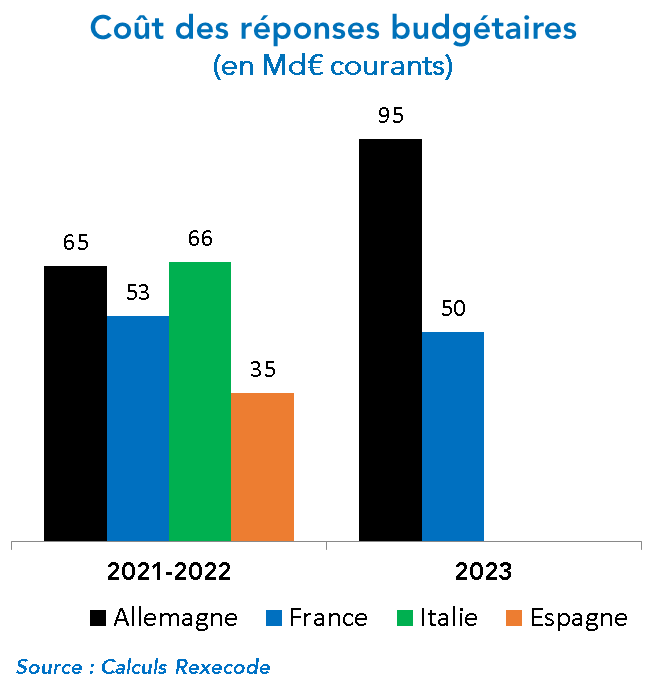 Coût des réponses budgétaires
(en Md€ courants)
95
65
66
53
50
35
2021-2022
2023
Allemagne France Italie Espagne
Source : Calculs Rexecode